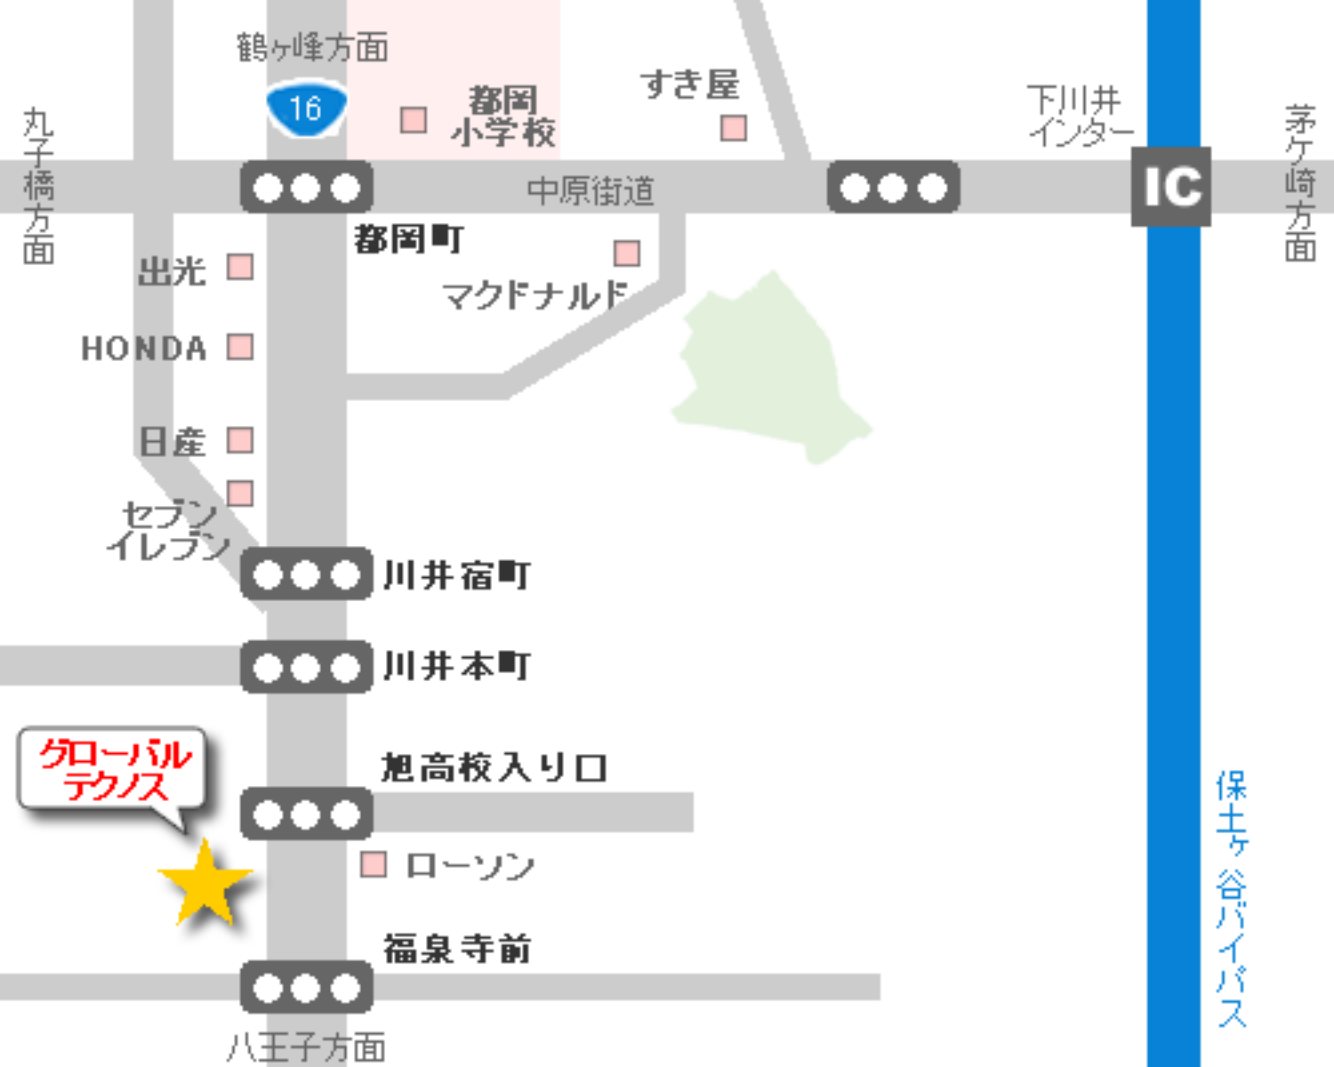 鶴ヶ峰方面
16
都岡
小学校
すき屋
下川井
インター
丸子橋方面
茅ケ崎方面
中原街道
IC
都岡町
出光
マクドナルド
HONDA
日産
セブン
イレブン
川井宿町
川井本町
グローバル
テクノス
旭高校入り口
保土ヶ谷バイパス
ローソン
福泉寺前
八王子方面